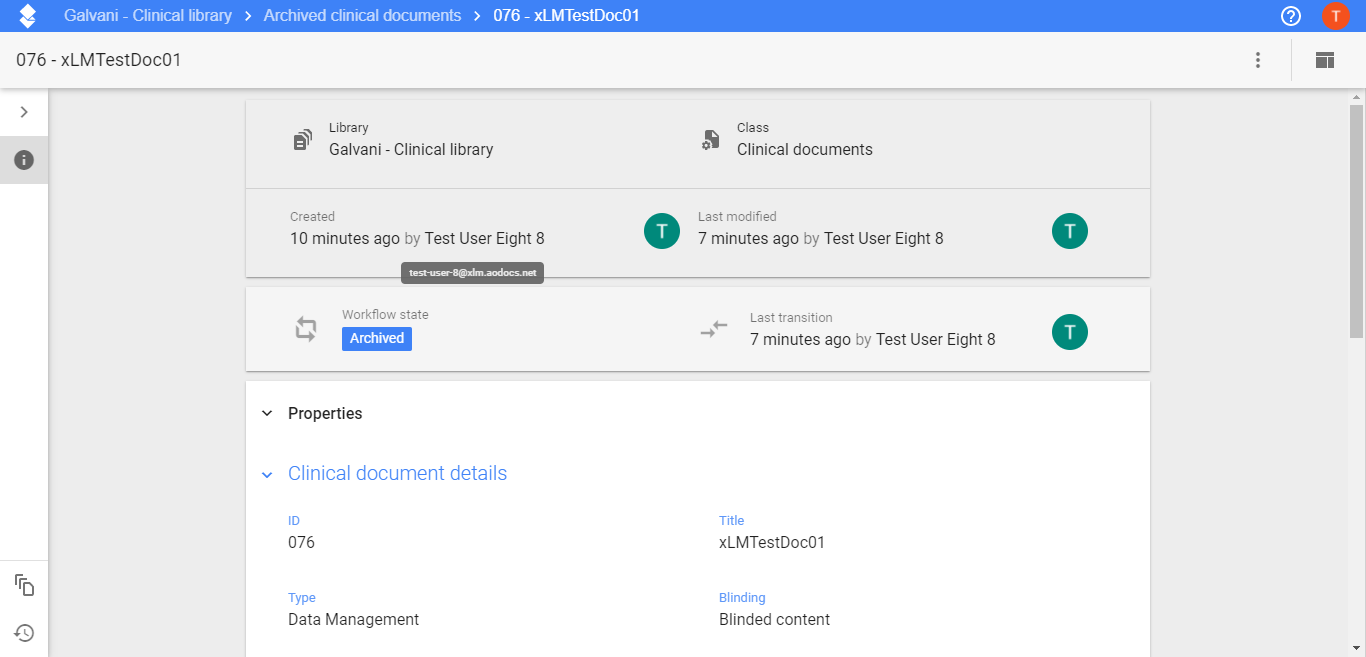 Galvani - Clinical library > Archived clinical documents > 076 - xLMTestDoc01
? T
076 - xLMTestDoc01
Library
Galvani - Clinical library
Class
Clinical documents
Created
10 minutes ago by Test User Eight 8
T
Last modified
7 minutes ago by Test User Eight 8
T
test-user-8@xlm.aodocs.net
Workflow state
Archived
Last transition
7 minutes ago by Test User Eight 8
T
Properties
Clinical document details
ID
076
Title
xLMTestDoc01
Type
Data Management
Blinding
Blinded content